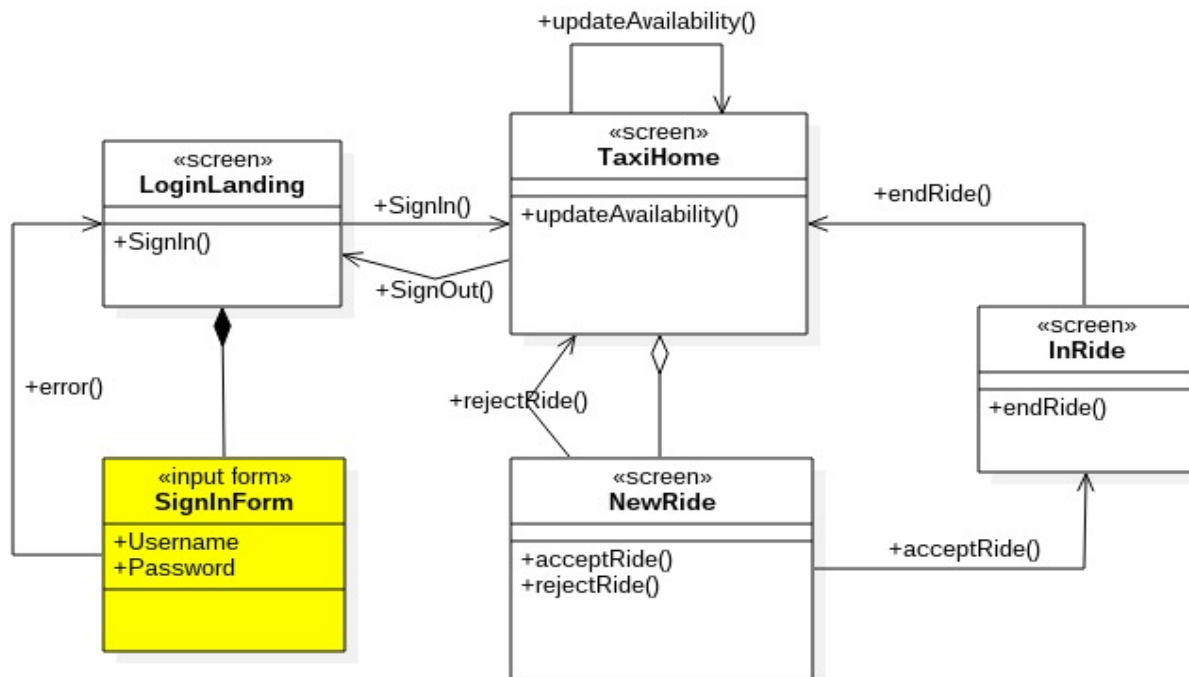 +updateAvailability()
«screen»
TaxiHome
+updateAvailability()
«screen»
LoginLanding
+SignIn()
+SignIn()
+SignOut()
+endRide()
«screen»
InRide
+endRide()
+error()
+rejectRide()
«input form»
SignInForm
+Username
+Password
«screen»
NewRide
+acceptRide()
+rejectRide()
+acceptRide()